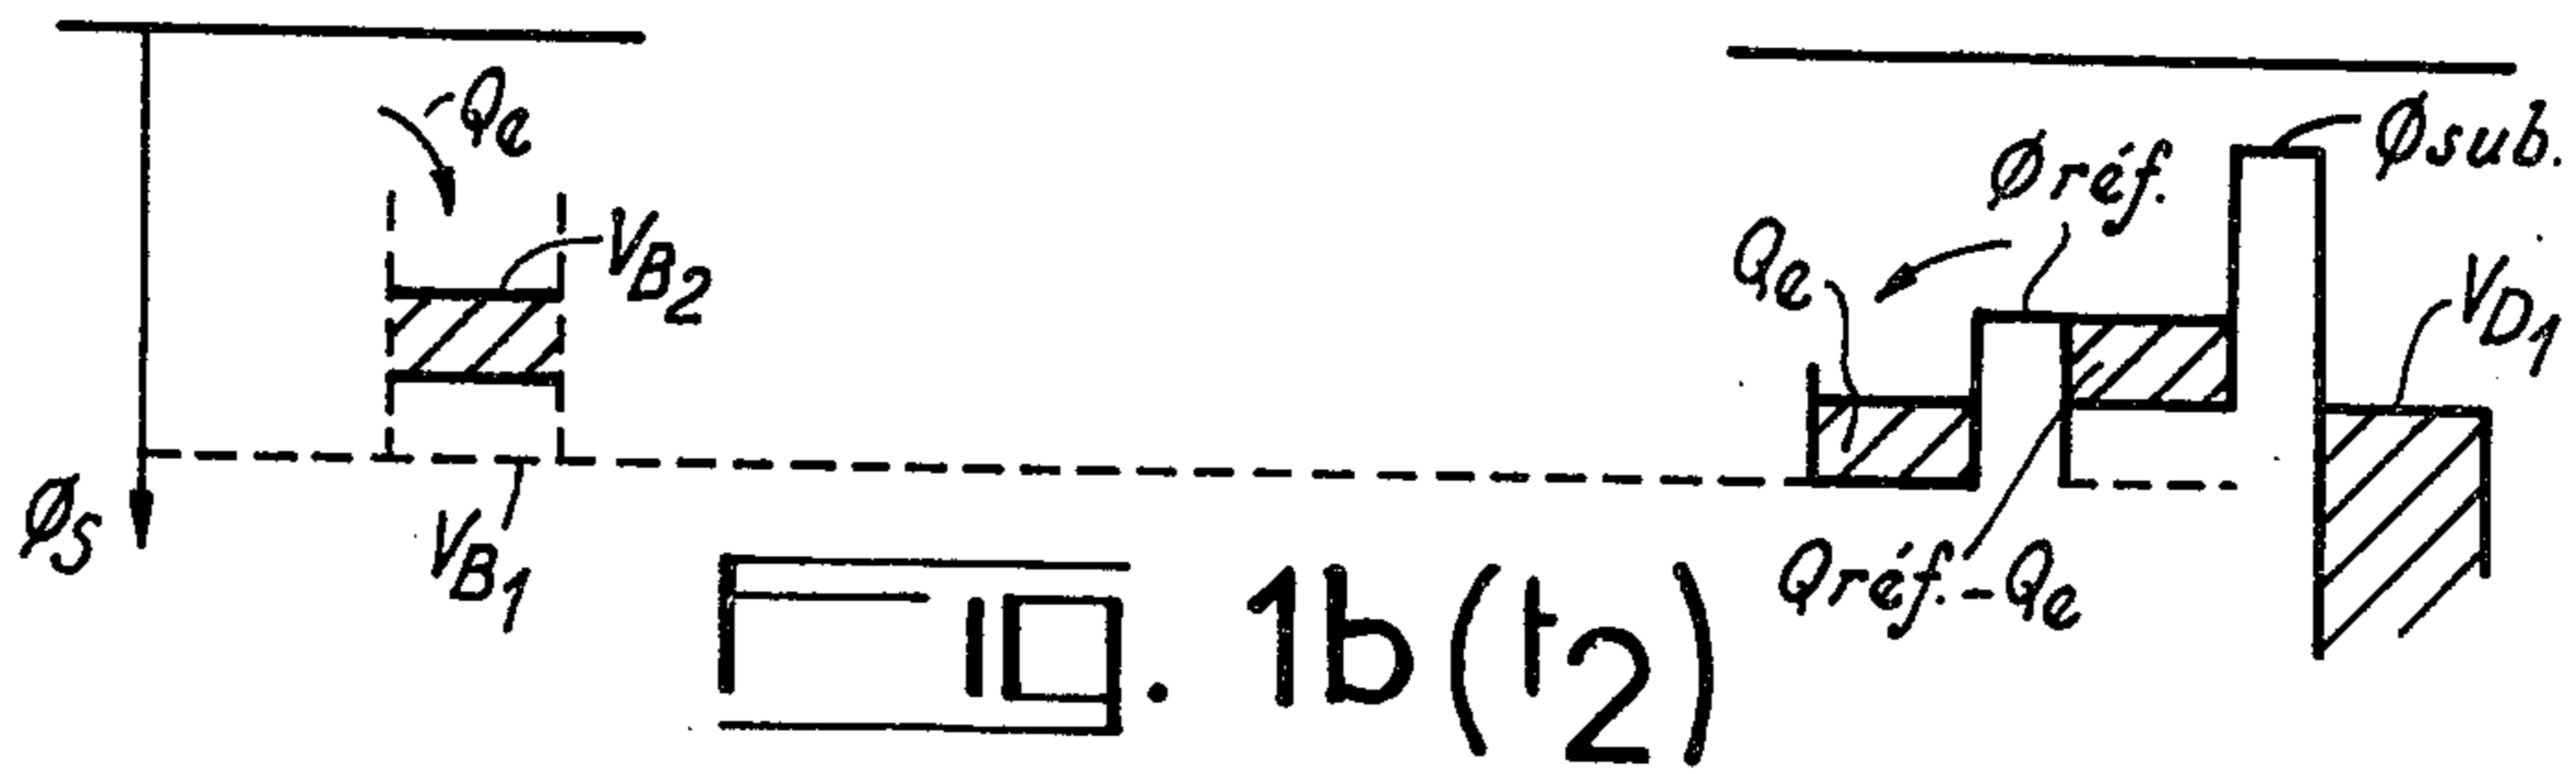 Qe
VB2
Øs
VB1
Øsub.
Øréf.
Qe
VD1
Qréf.-Qe
FIG. 1b (t2)